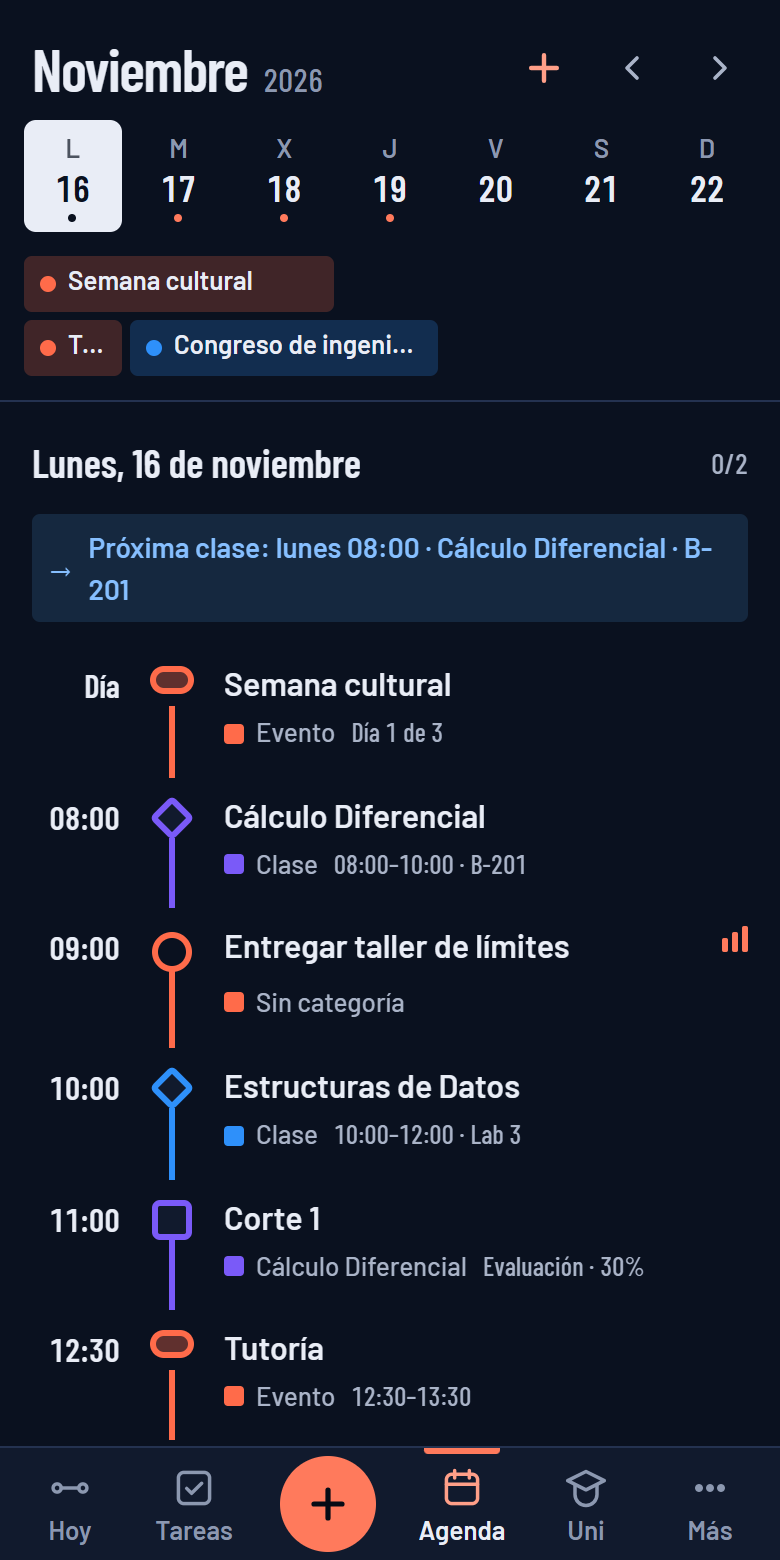 Noviembre 2026
L M X J V S D
16 17 18 19 20 21 22
Semana cultural
T... Congreso de ingeni...
Lunes, 16 de noviembre 0/2
→ Próxima clase: lunes 08:00 · Cálculo Diferencial · B-
201
Día Semana cultural
Evento Día 1 de 3
08:00 Cálculo Diferencial
Clase 08:00–10:00 · B-201
09:00 Entregar taller de límites
Sin categoría
10:00 Estructuras de Datos
Clase 10:00–12:00 · Lab 3
11:00 Corte 1
Cálculo Diferencial Evaluación · 30%
12:30 Tutoría
Evento 12:30–13:30
Hoy Tareas Agenda Uni Más